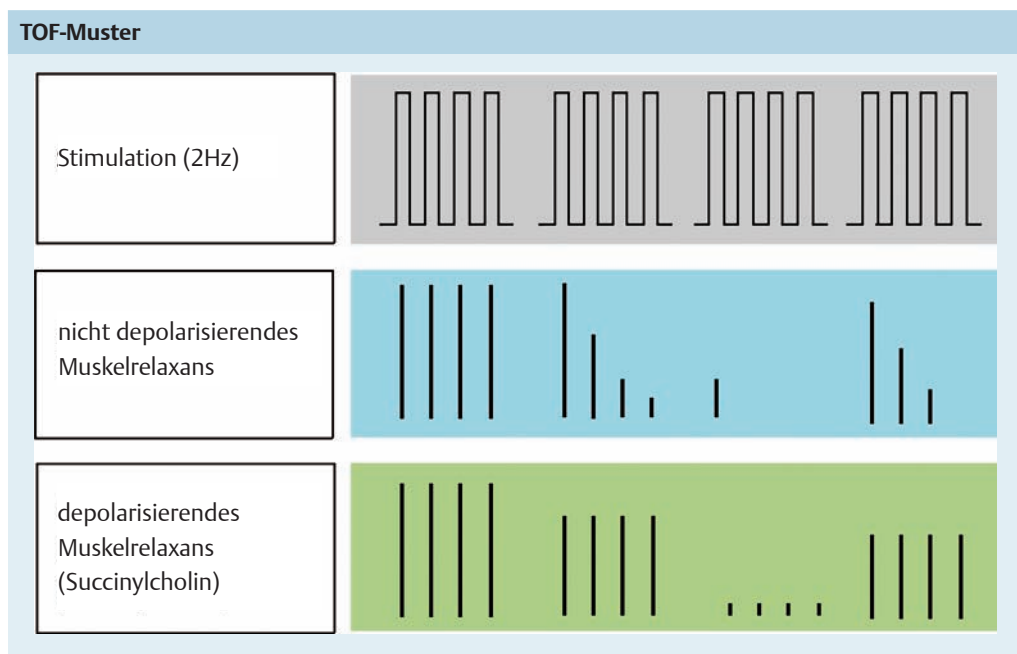 TOF-Muster
Stimulation (2Hz)
nicht depolarisierendes
Muskelrelaxans
depolarisierendes
Muskelrelaxans
(Succinylcholin)